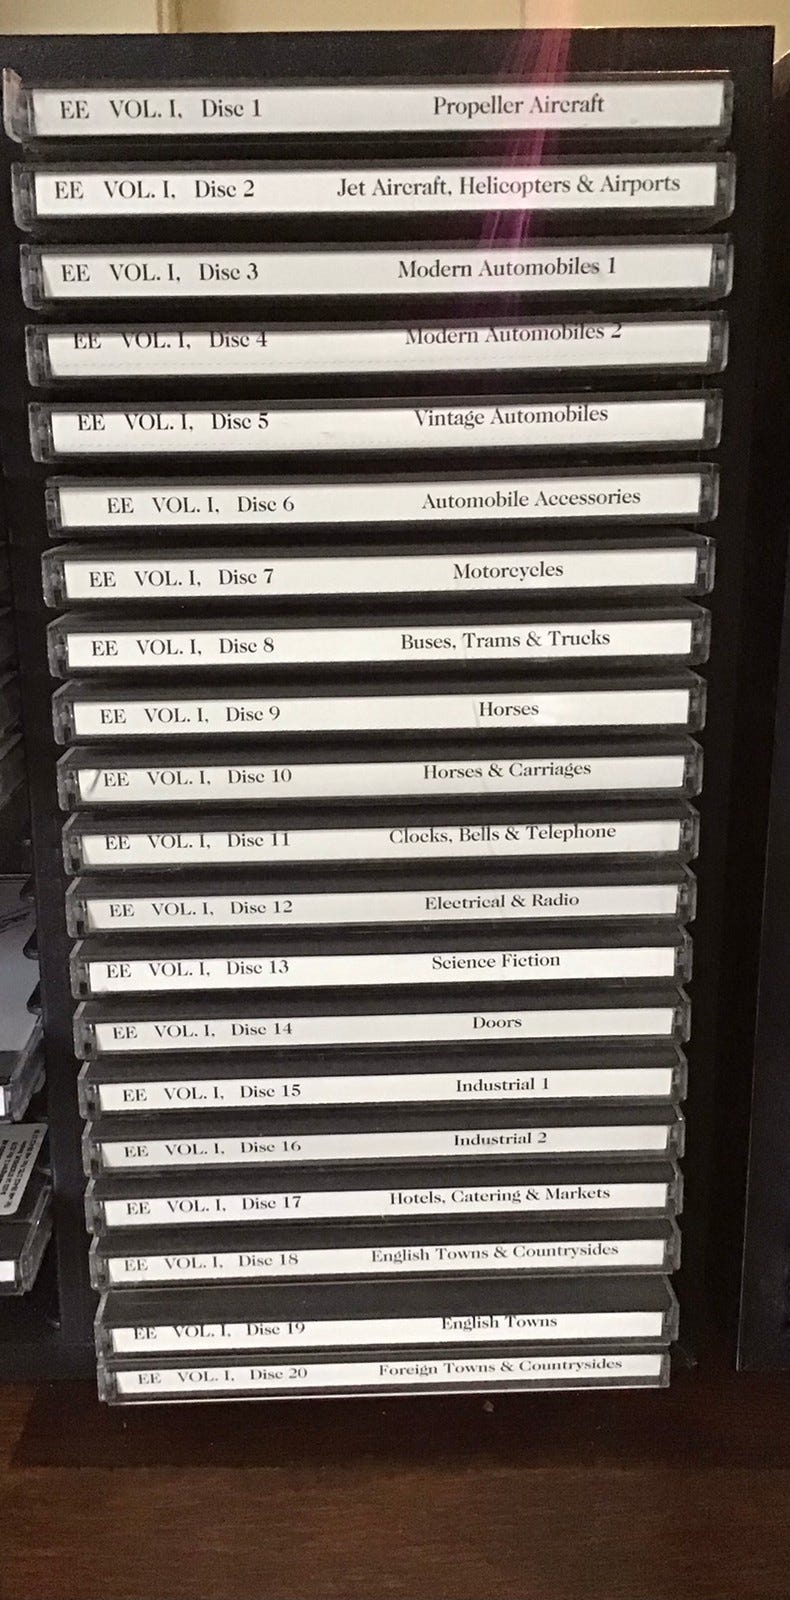 EE VOL. I, Disc 1 Propeller Aircraft
EE VOL. I, Disc 2 Jet Aircraft, Helicopters & Airports
EE VOL. I, Disc 3 Modern Automobiles 1
EE VOL. I, Disc 4 Modern Automobiles 2
EE VOL. I, Disc 5 Vintage Automobiles
EE VOL. I, Disc 6 Automobile Accessories
EE VOL. I, Disc 7 Motorcycles
EE VOL. I, Disc 8 Buses, Trams & Trucks
EE VOL. I, Disc 9 Horses
EE VOL. I, Disc 10 Horses & Carriages
EE VOL. I, Disc 11 Clocks, Bells & Telephone
EE VOL. I, Disc 12 Electrical & Radio
EE VOL. I, Disc 13 Science Fiction
EE VOL. I, Disc 14 Doors
EE VOL. I, Disc 15 Industrial 1
EE VOL. I, Disc 16 Industrial 2
EE VOL. I, Disc 17 Hotels, Catering & Markets
EE VOL. I, Disc 18 English Towns & Countrysides
EE VOL. I, Disc 19 English Towns
EE VOL. I, Disc 20 Foreign Towns & Countrysides